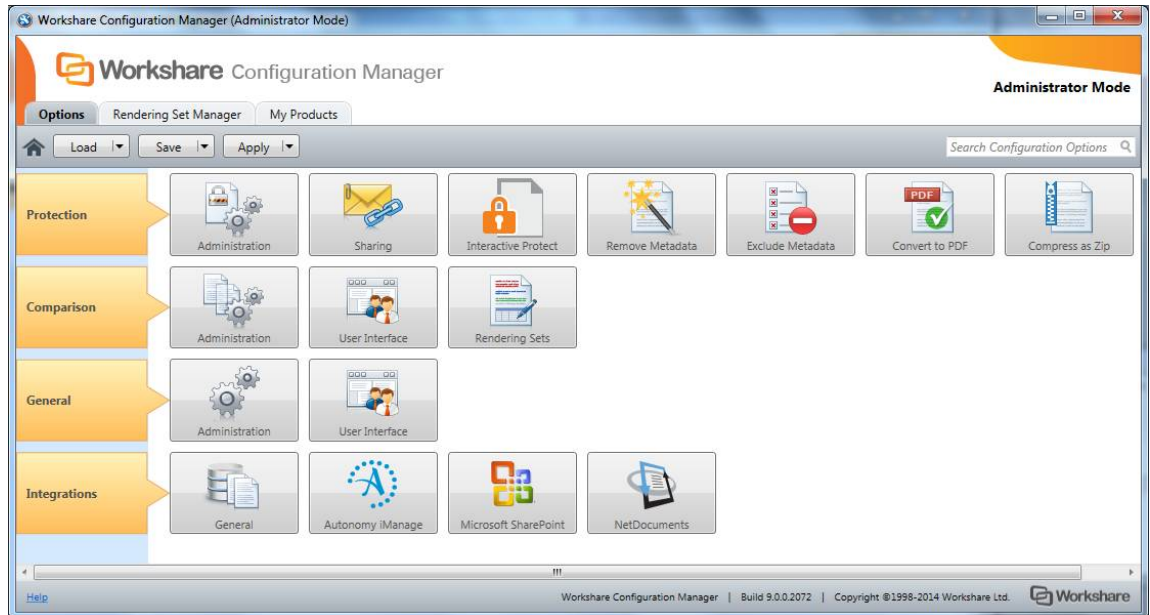 Workshare Configuration Manager (Administrator Mode)
Workshare Configuration Manager
Administrator Mode
Options Rendering Set Manager My Products
Load Save Apply Search Configuration Options
Protection
Administration Sharing Interactive Protect Remove Metadata Exclude Metadata PDF Convert to PDF Compress as Zip
Comparison
Administration User Interface Rendering Sets
General
Administration User Interface
Integrations
General Autonomy iManage Microsoft SharePoint NetDocuments
Help Workshare Configuration Manager | Build 9.0.0.2072 | Copyright ©1998-2014 Workshare Ltd. Workshare